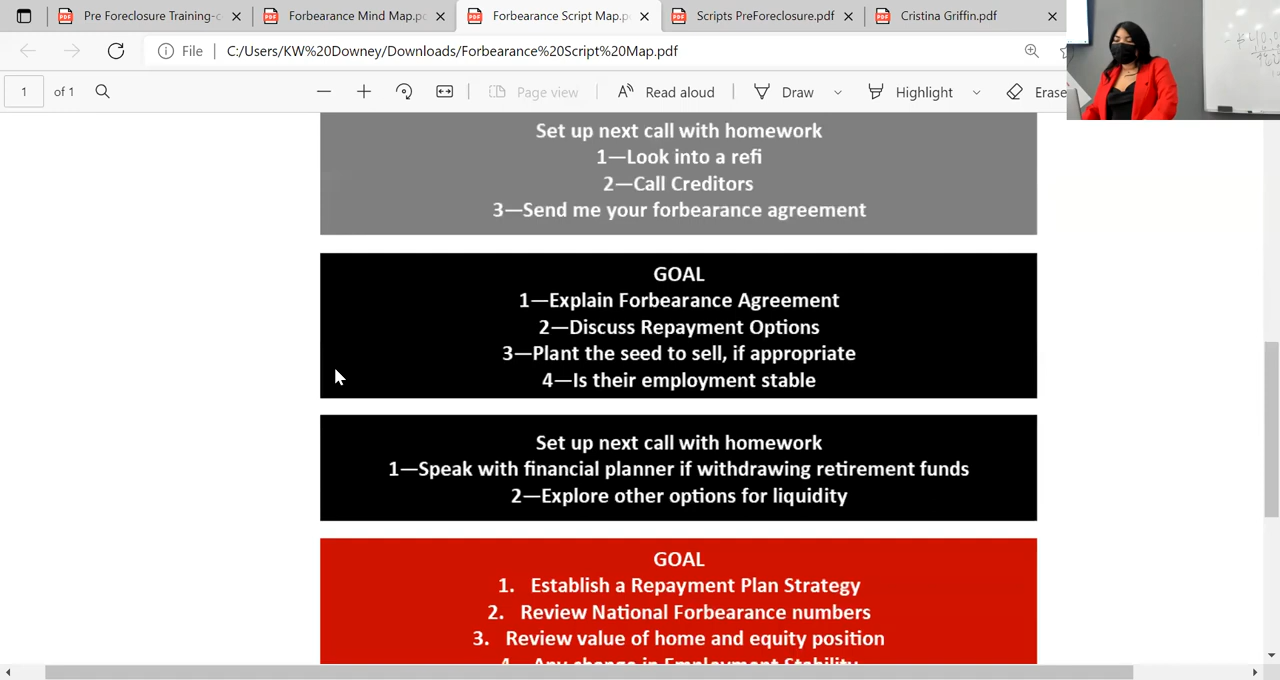 Pre Foreclosure Training-c
Forbearance Mind Map.pc
Forbearance Script Map.p
Scripts PreForeclosure.pdf
Cristina Griffin.pdf
File
C:/Users/KW%20Downey/Downloads/Forbearance%20Script%20Map.pdf
1
of 1
Page view
Read aloud
Draw
Highlight
Erase
Set up next call with homework
1—Look into a refi
2—Call Creditors
3—Send me your forbearance agreement
GOAL
1—Explain Forbearance Agreement
2—Discuss Repayment Options
3—Plant the seed to sell, if appropriate
4—Is their employment stable
Set up next call with homework
1—Speak with financial planner if withdrawing retirement funds
2—Explore other options for liquidity
GOAL
1. Establish a Repayment Plan Strategy
2. Review National Forbearance numbers
3. Review value of home and equity position
4. Any change in Employment Stability